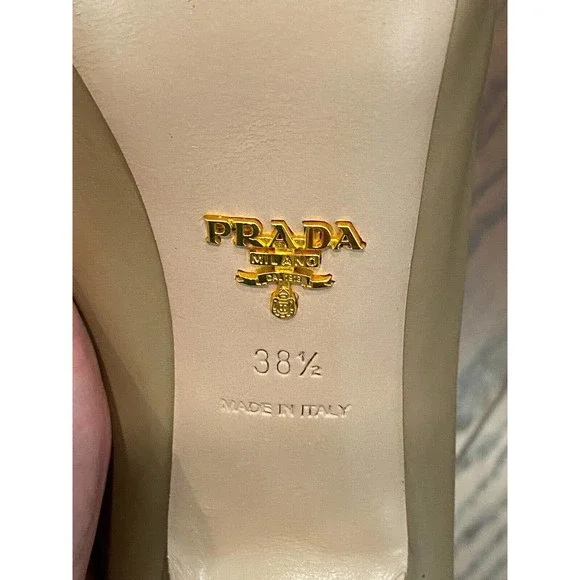 PRADA
MILANO
DAL 1913
38½
MADE IN ITALY